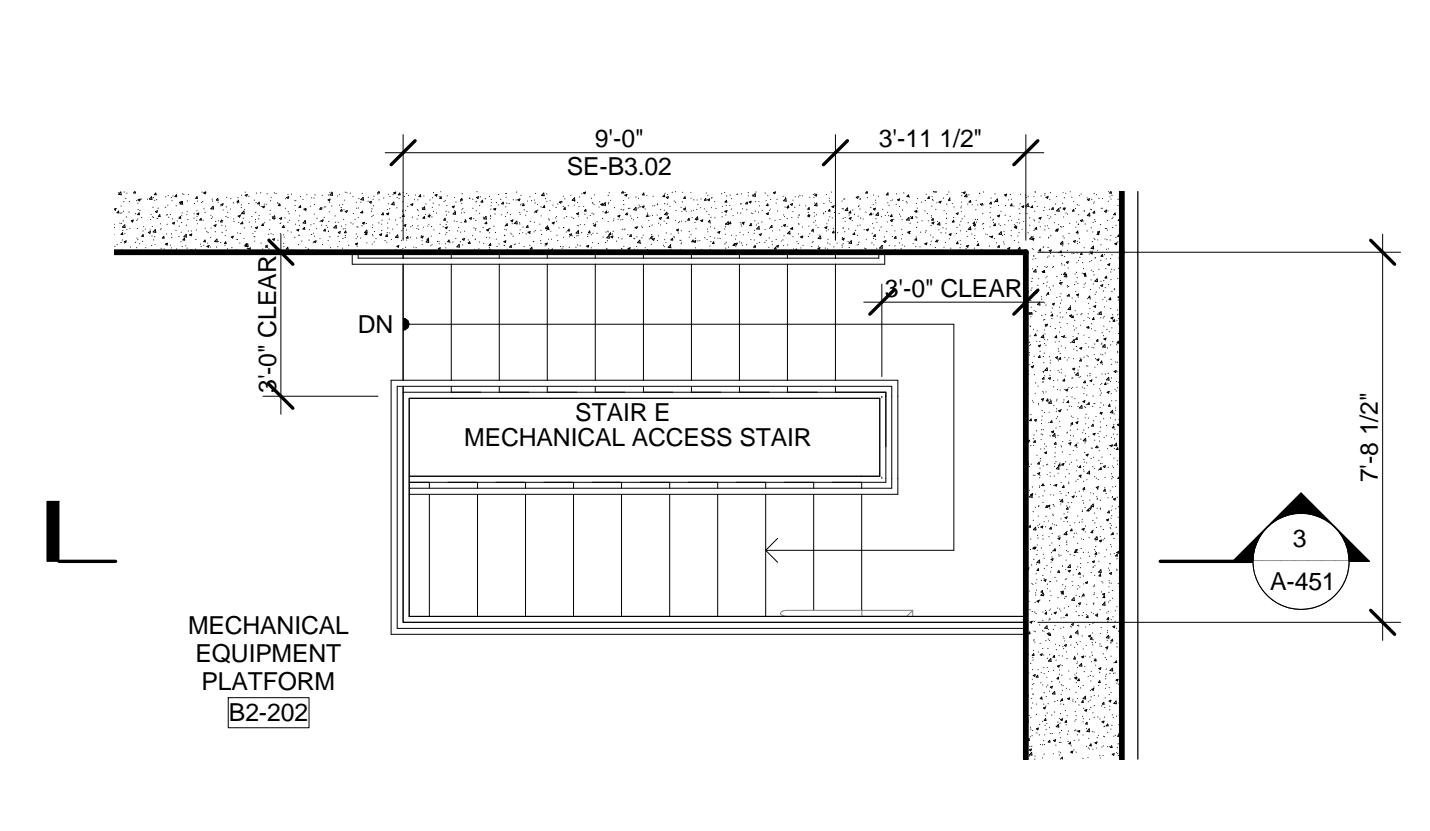 9'-0"
3'-11 1/2"
SE-B3.02
3'-0" CLEAR
3'-0" CLEAR
DN
STAIR E
MECHANICAL ACCESS STAIR
7'-8 1/2"
3
A-451
MECHANICAL
EQUIPMENT
PLATFORM
B2-202